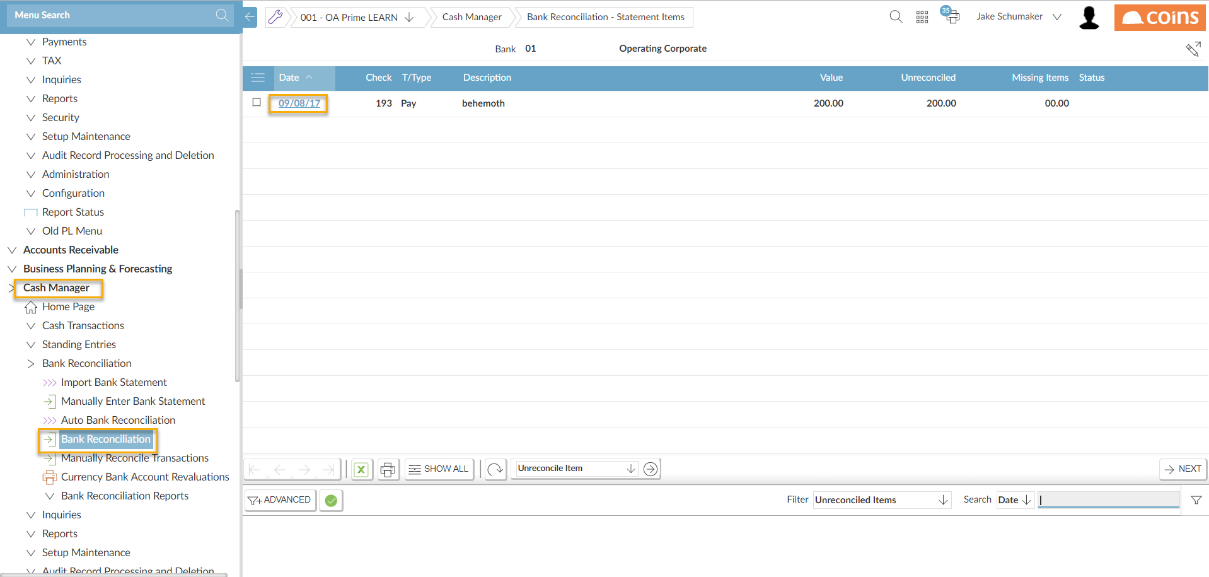 Menu Search
Payments
TAX
Inquiries
Reports
Security
Setup Maintenance
Audit Record Processing and Deletion
Administration
Configuration
Report Status
Old PL Menu
Accounts Receivable
Business Planning & Forecasting
Cash Manager
Home Page
Cash Transactions
Standing Entries
Bank Reconciliation
Import Bank Statement
Manually Enter Bank Statement
Auto Bank Reconciliation
Bank Reconciliation
Manually Reconcile Transactions
Currency Bank Account Revaluations
Bank Reconciliation Reports
Inquiries
Reports
Setup Maintenance
Audit Record Processing and Deletion
001 - OA Prime LEARN Cash Manager Bank Reconciliation - Statement Items 35 Jake Schumaker coins
Bank 01 Operating Corporate
Date Check T/Type Description Value Unreconciled Missing Items Status
09/08/17 193 Pay behemoth 200.00 200.00 00.00
SHOW ALL Unreconcile Item NEXT
ADVANCED Filter Unreconciled Items Search Date